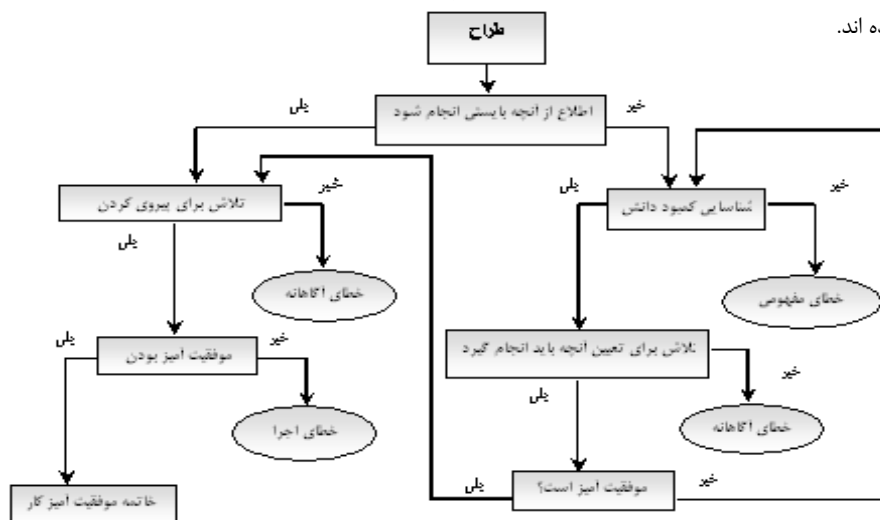 ده اند.
طراح
بلی
اطلاع از آنچه بایستی انجام شود
خیر
تلاش برای پیروی کردن
خیر
بلی
شناسایی کمبود دانش
خیر
بلی
خطای آگاهانه
خطای مفهومی
بلی
موفقیت آمیز بودن
خیر
تلاش برای تعیین آنچه باید انجام گیرد
خیر
بلی
خطای اجرا
خطای آگاهانه
خاتمه موفقیت آمیز کار
بلی
موفقیت آمیز است؟
خیر